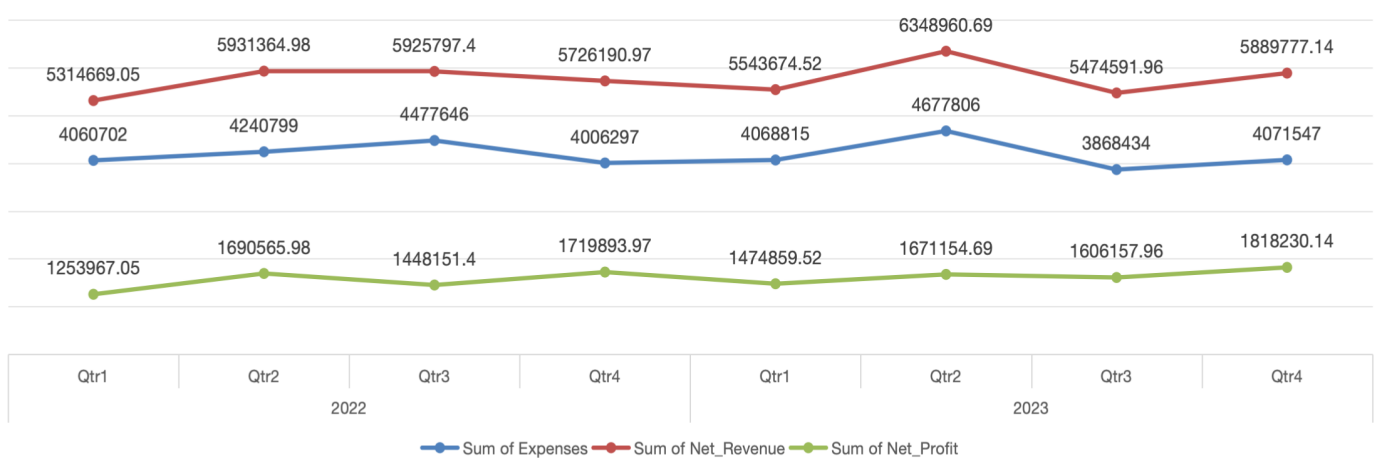 6348960.69
5931364.98 5925797.4 5889777.14
5726190.97 5543674.52
5314669.05 5474591.96
4677806
4477646
4060702 4240799 4006297 4068815 3868434 4071547
1690565.98 1719893.97 1671154.69 1818230.14
1253967.05 1448151.4 1474859.52 1606157.96
Qtr1 Qtr2 Qtr3 Qtr4 Qtr1 Qtr2 Qtr3 Qtr4
2022 2023
Sum of Expenses Sum of Net_Revenue Sum of Net_Profit